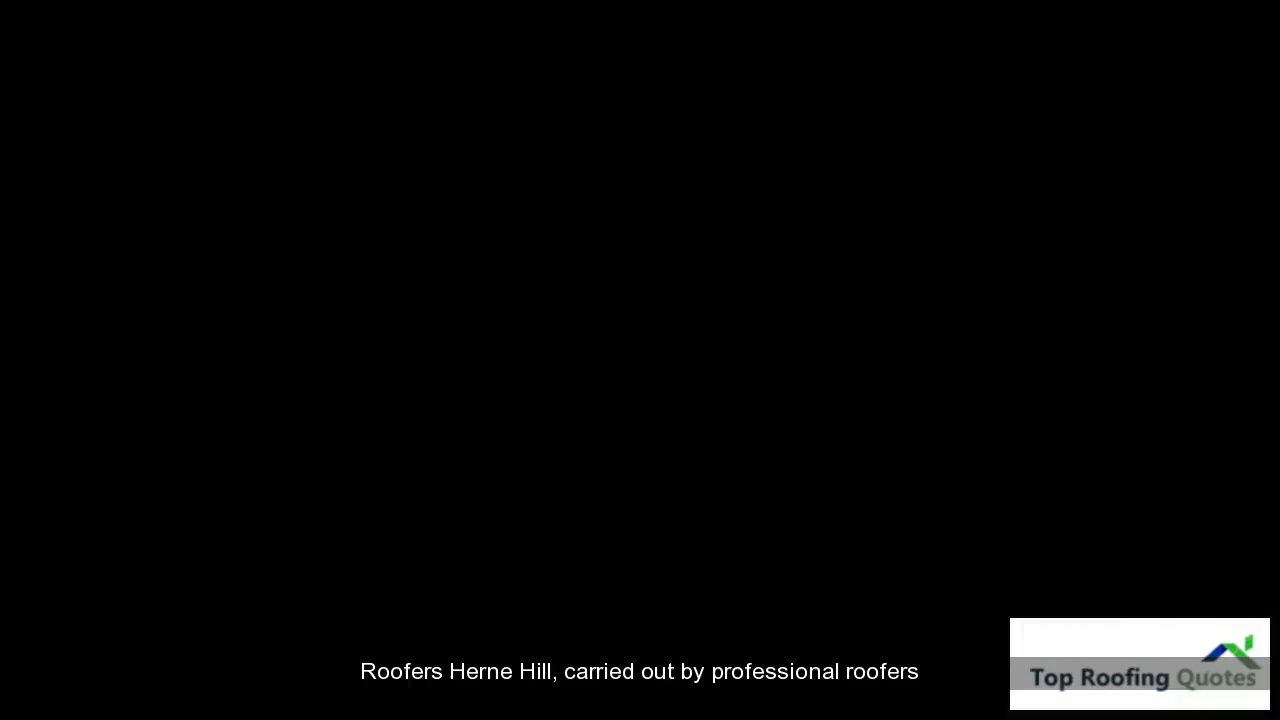 Roofers Herne Hill, carried out by professional roofers
Top Roofing Quotes